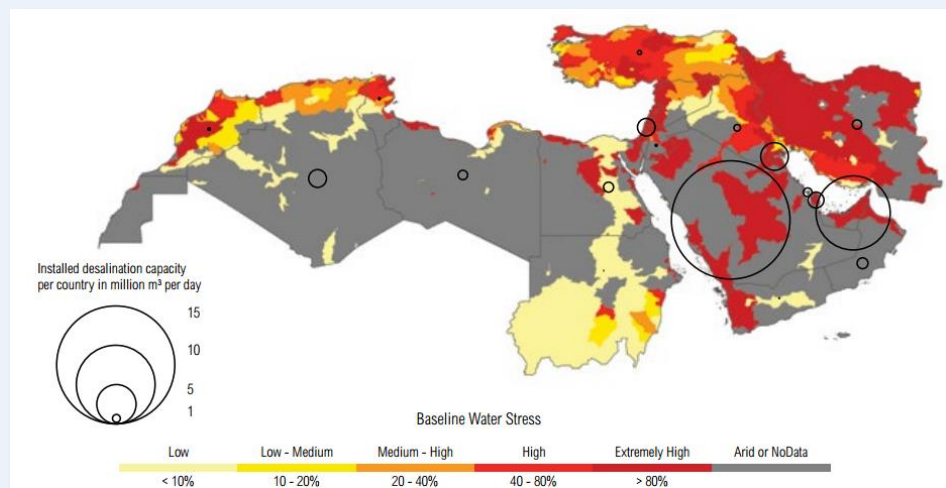 Installed desalination capacity
per country in million m³ per day
15
10
5
1
Baseline Water Stress
Low
Low - Medium
Medium - High
High
Extremely High
Arid or NoData
< 10%
10 - 20%
20 - 40%
40 - 80%
> 80%